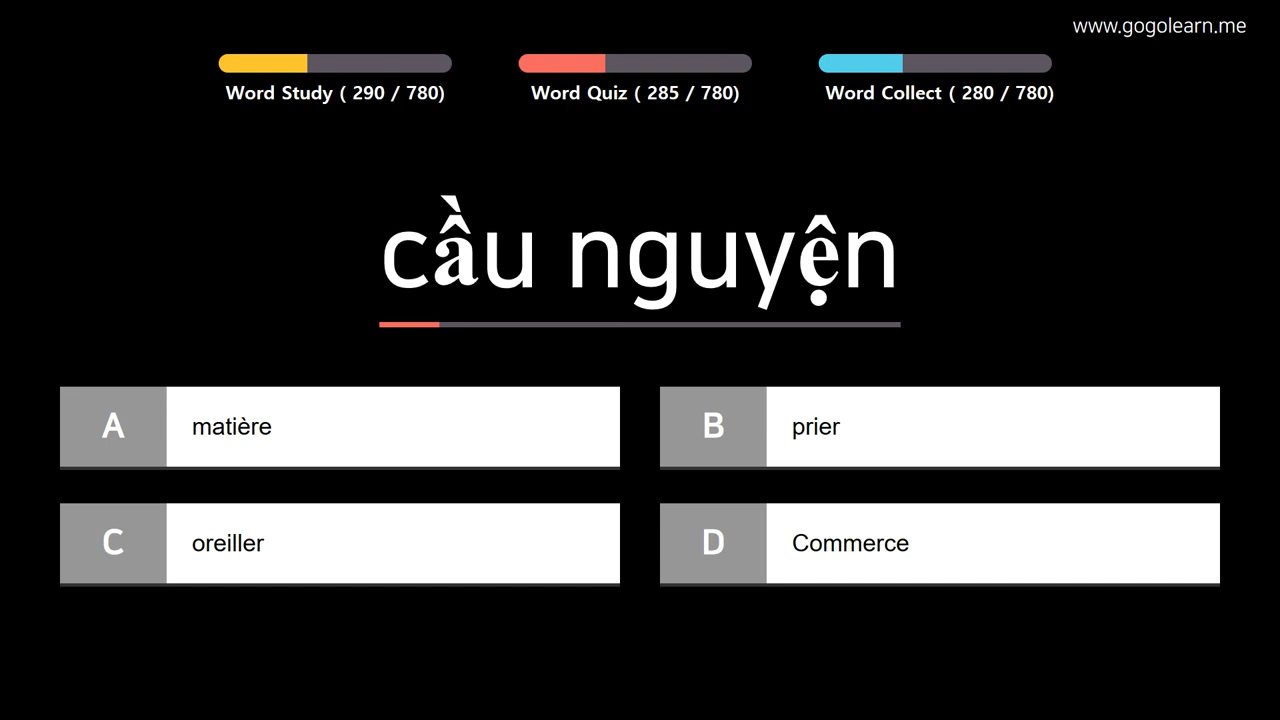 www.gogolearn.me
Word Study ( 290 / 780)
Word Quiz ( 285 / 780)
Word Collect ( 280 / 780)
cầu nguyện
A matière
B prier
C oreiller
D Commerce